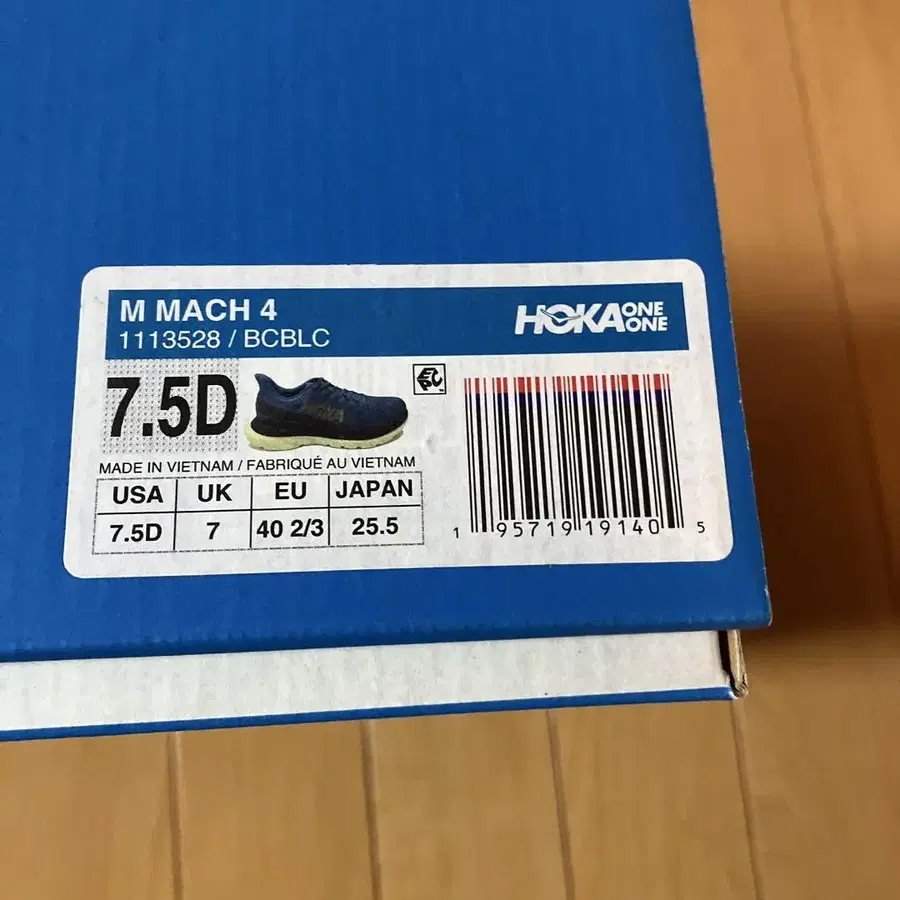 M MACH 4
1113528 / BCBLC
HOKA ONE ONE
7.5D
MADE IN VIETNAM / FABRIQUÉ AU VIETNAM
USA UK EU JAPAN
7.5D 7 40 2/3 25.5
1 95719 19140 5